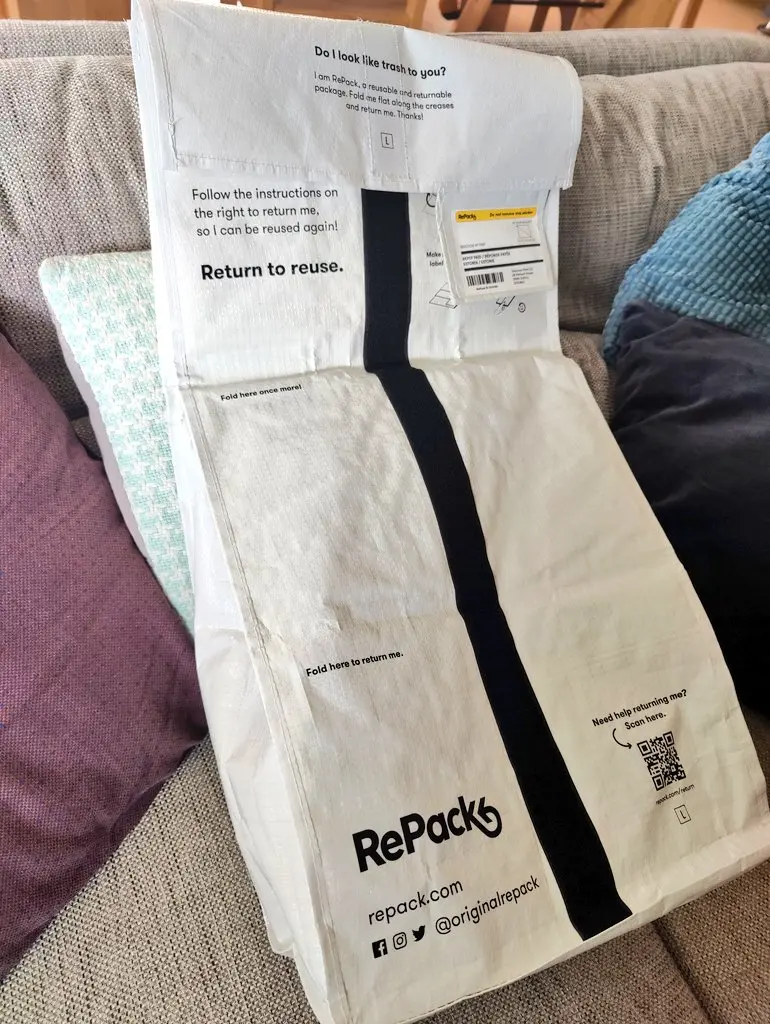 Do I look like trash to you?
I am RePack, a reusable and returnable
package. Fold me flat along the creases
and return me. Thanks!
L
Follow the instructions on
the right to return me,
so I can be reused again!
Return to reuse.
RePack
Do not remove this sticker
Make
label
Fold here once more!
Fold here to return me.
Need help returning me?
Scan here.
repack.com/return
L
RePack
repack.com
@originalrepack